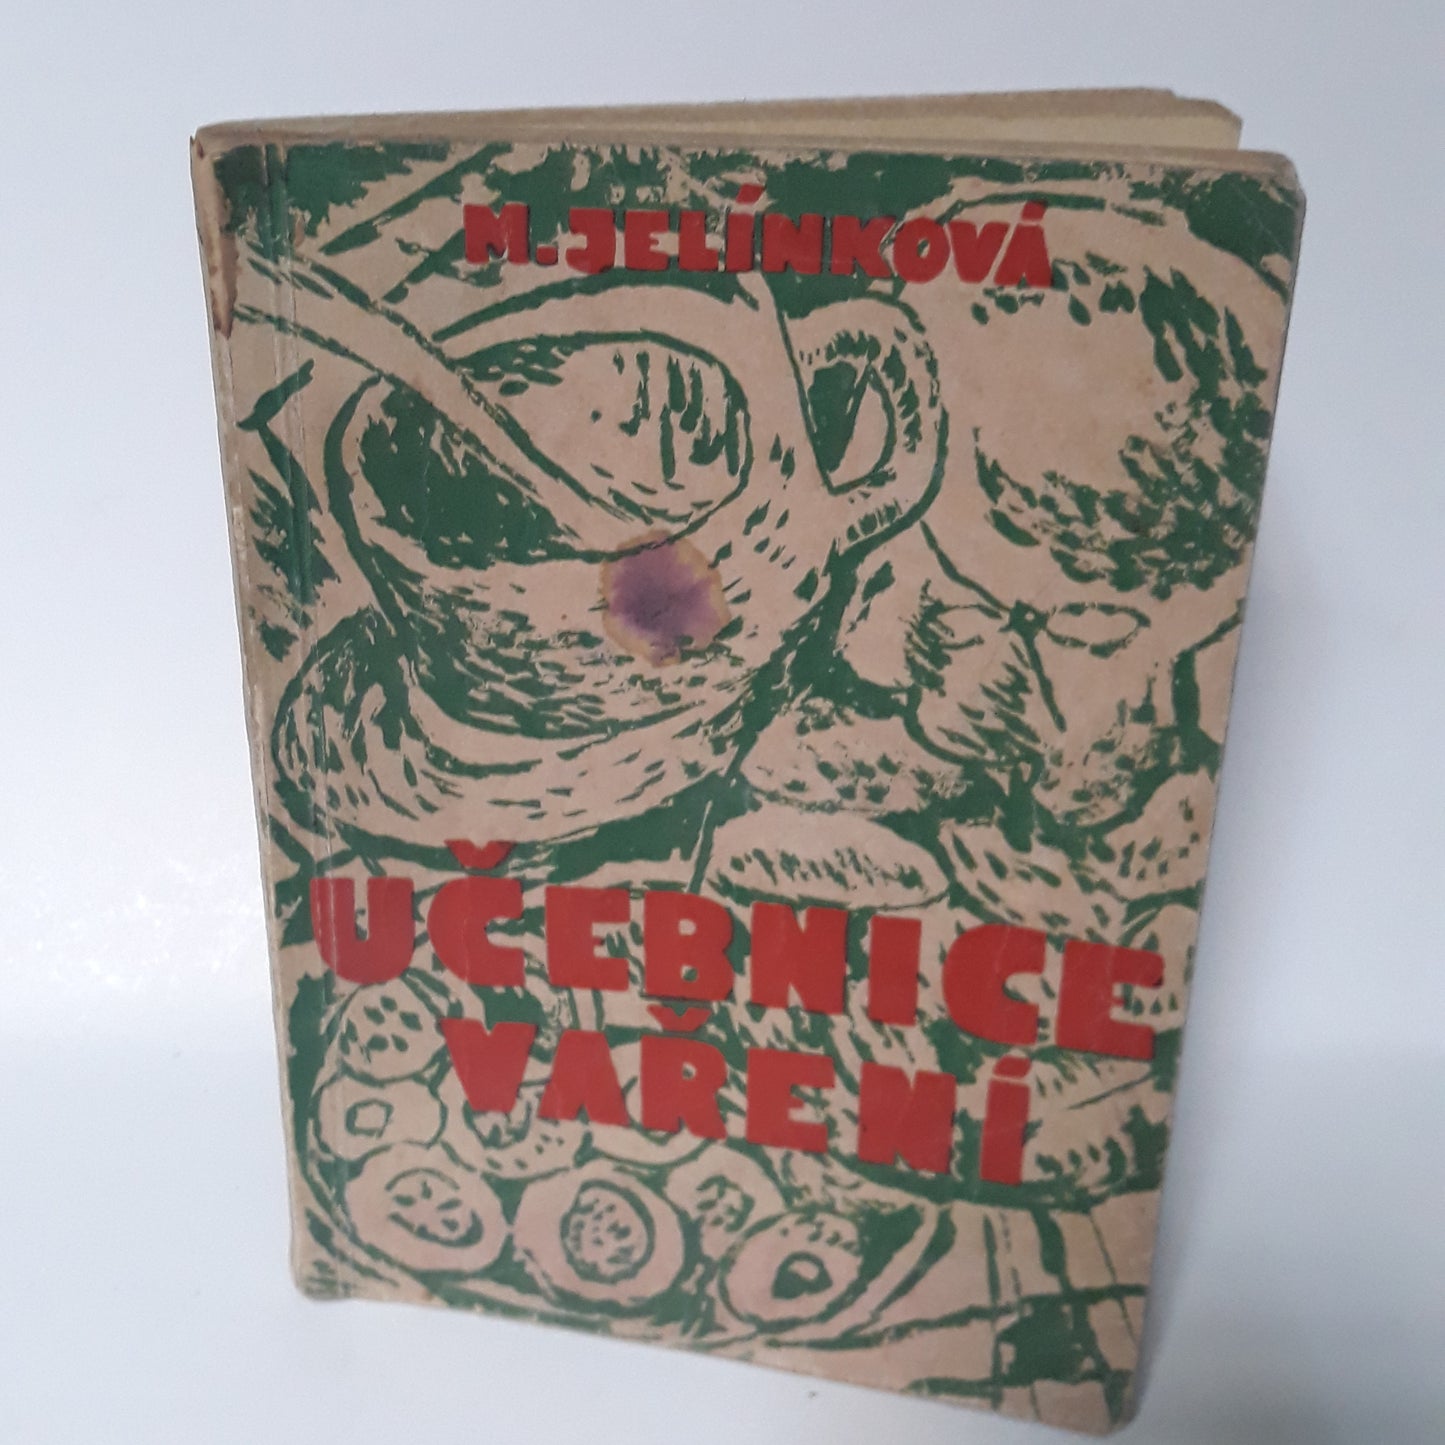 M. JELÍNKOVÁ
UČEBNICE
VAŘENÍ